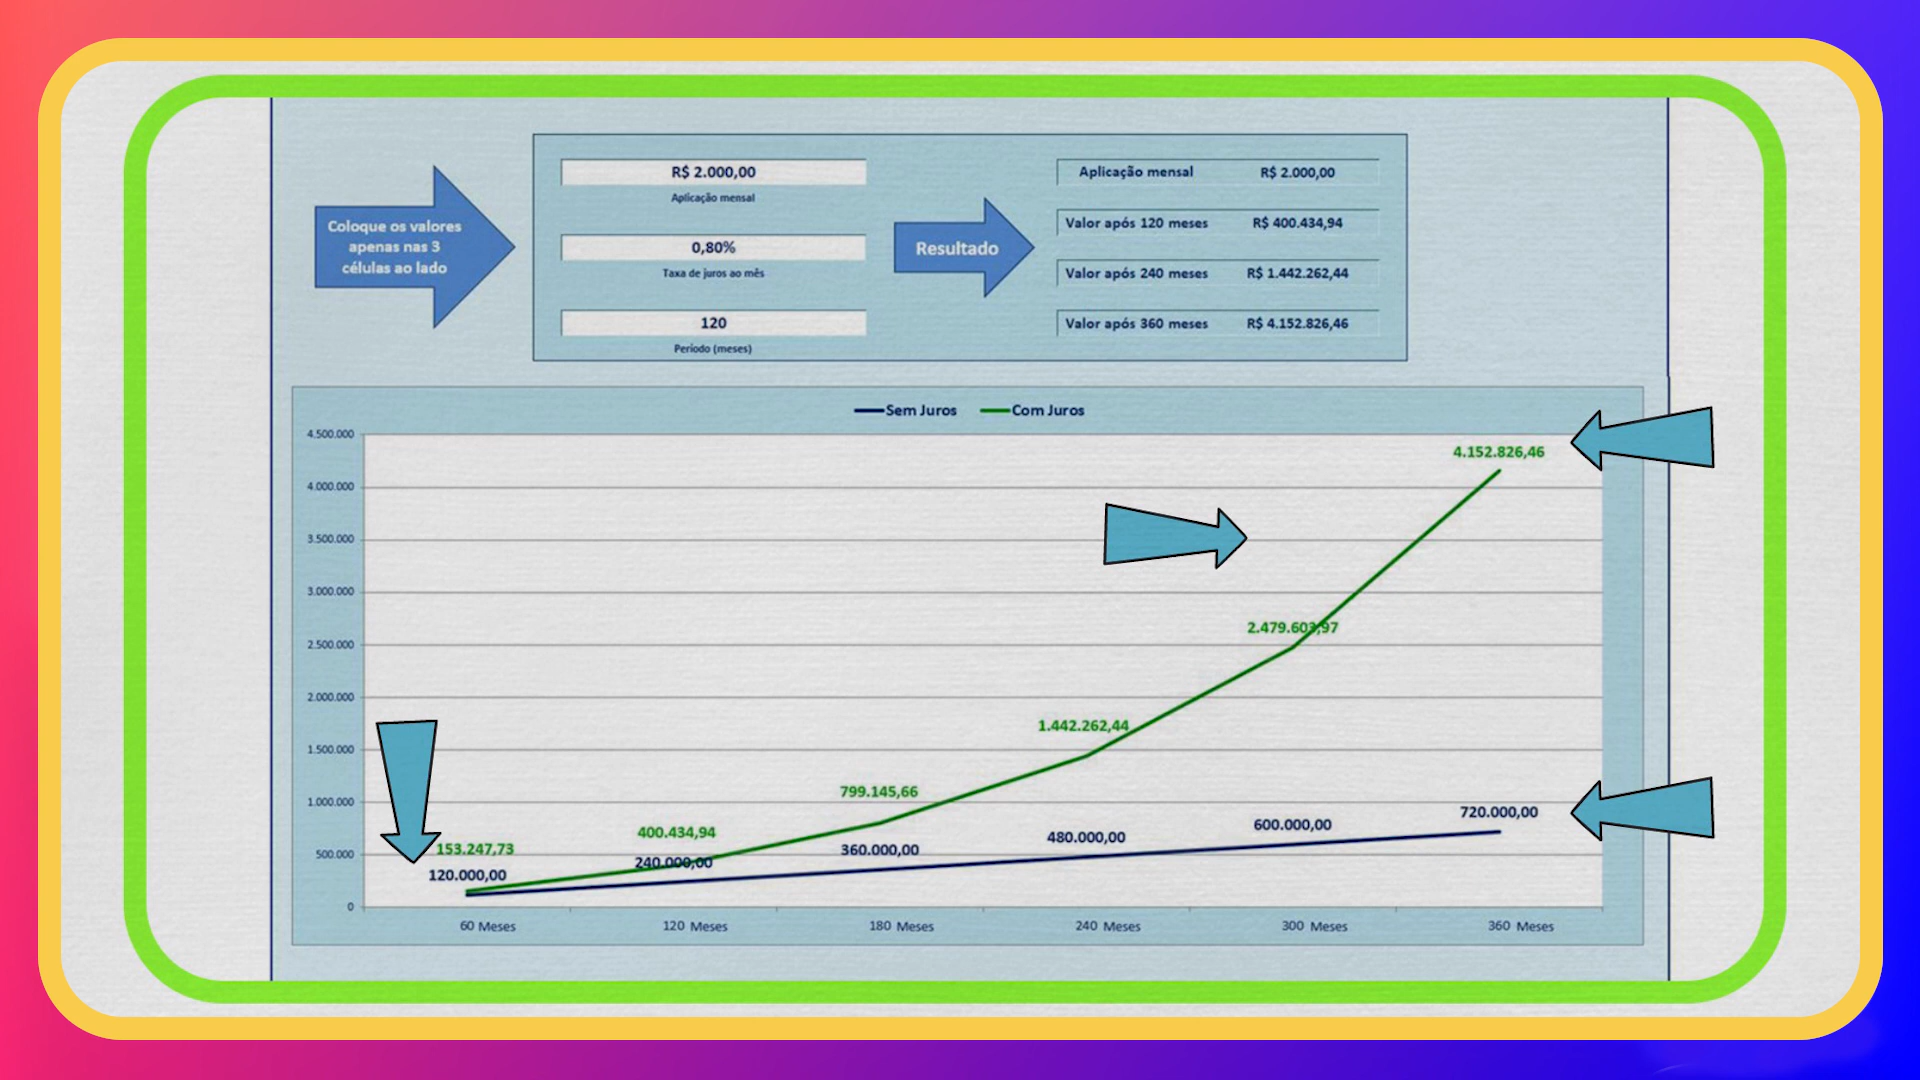 Coloque os valores
apenas nas 3
células ao lado
R$ 2.000,00
Aplicação mensal
0,80%
Taxa de juros ao mês
120
Período (meses)
Resultado
Aplicação mensal R$ 2.000,00
Valor após 120 meses R$ 400.434,94
Valor após 240 meses R$ 1.442.262,44
Valor após 360 meses R$ 4.152.826,46
Sem Juros Com Juros
4.500.000
4.000.000
3.500.000
3.000.000
2.500.000
2.000.000
1.500.000
1.000.000
500.000
0
4.152.826,46
2.479.603,97
1.442.262,44
799.145,66
400.434,94
153.247,73
120.000,00
240.000,00
360.000,00
480.000,00
600.000,00
720.000,00
60 Meses 120 Meses 180 Meses 240 Meses 300 Meses 360 Meses